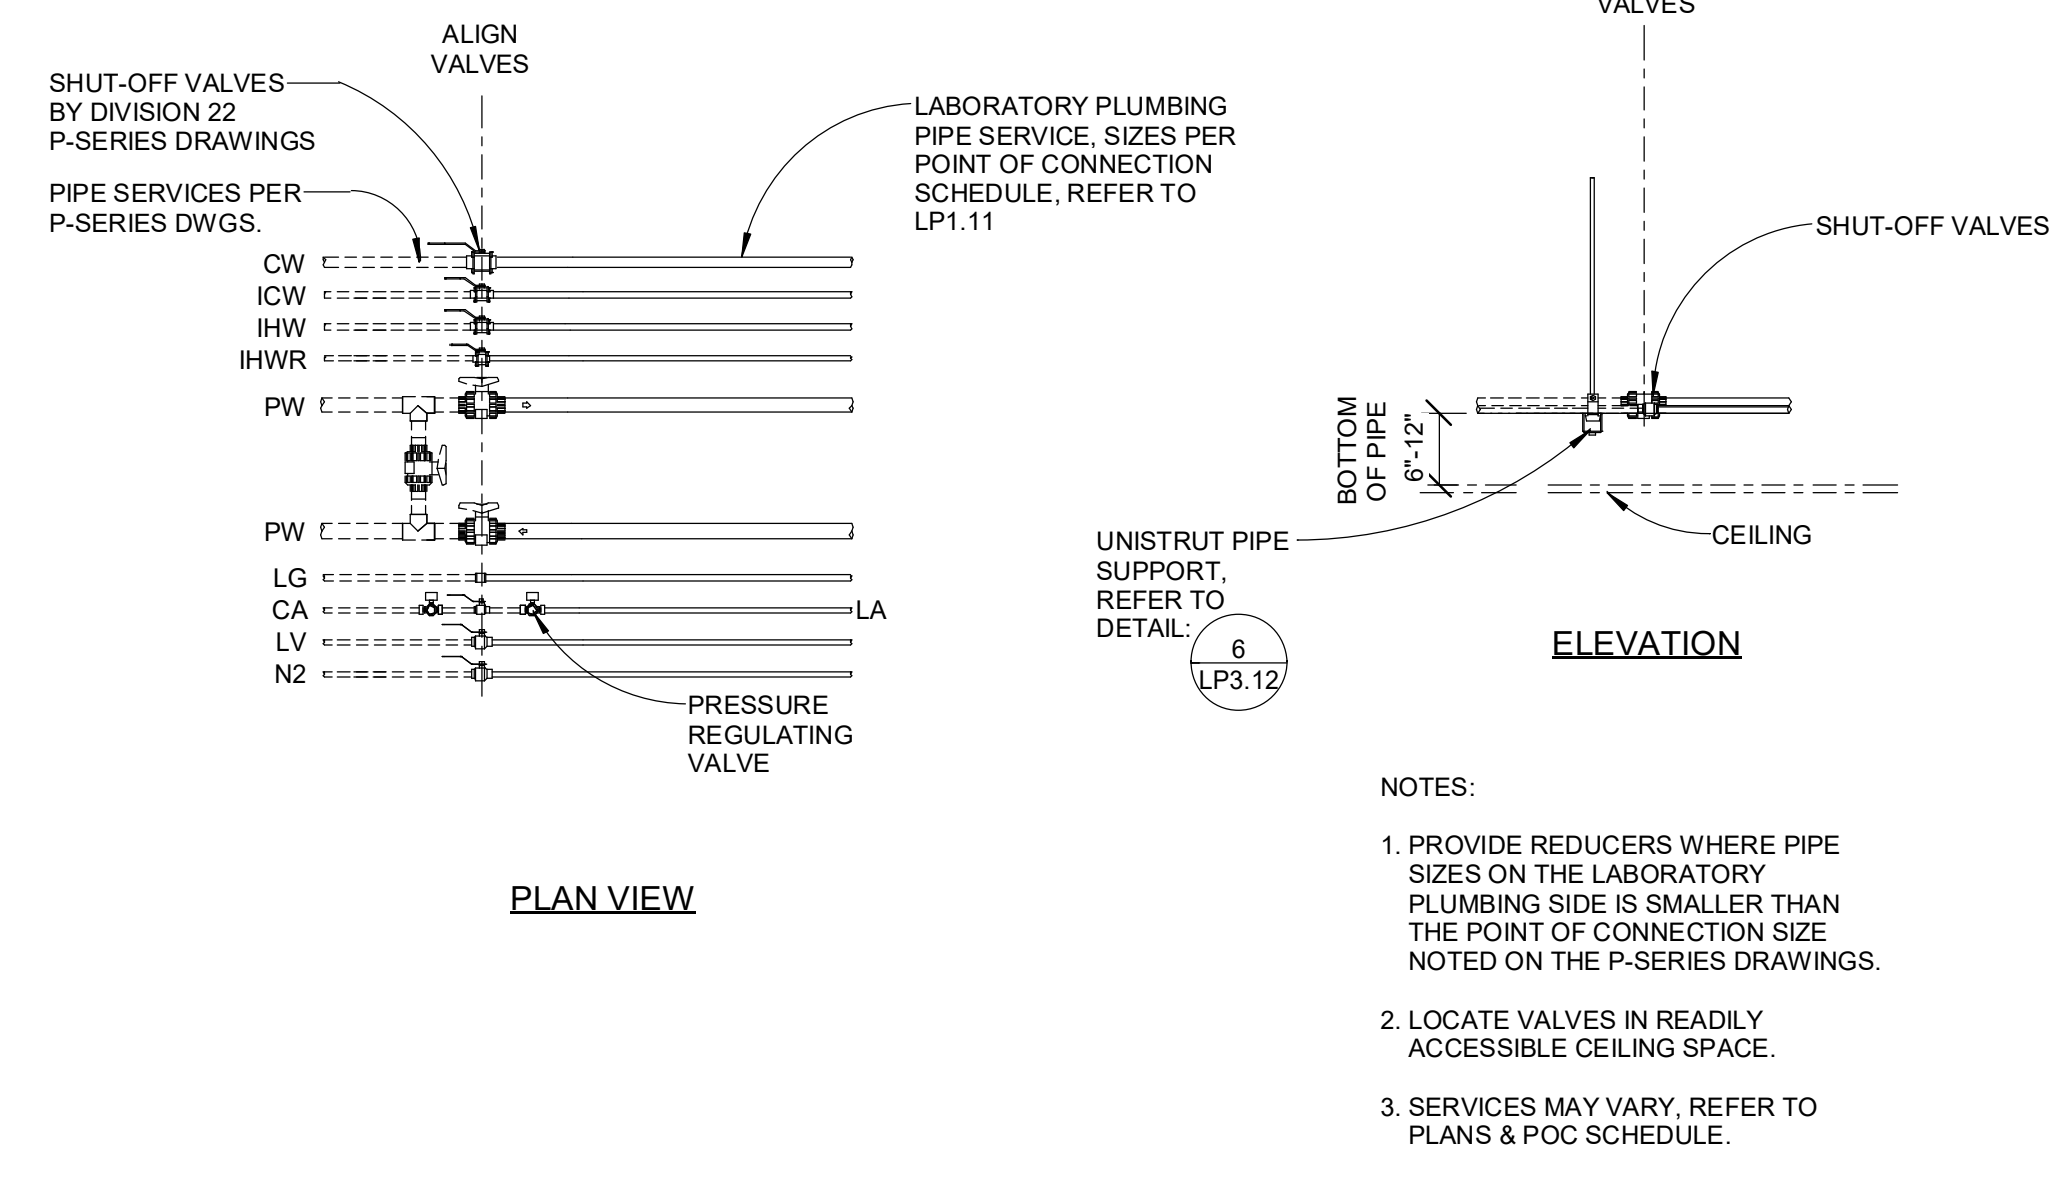 ALIGN
VALVES
SHUT-OFF VALVES
BY DIVISION 22
P-SERIES DRAWINGS
PIPE SERVICES PER
P-SERIES DWGS.
LABORATORY PLUMBING
PIPE SERVICE, SIZES PER
POINT OF CONNECTION
SCHEDULE, REFER TO
LP1.11
CW
ICW
IHW
IHWR
PW
PW
LG
CA
LA
LV
N2
PRESSURE
REGULATING
VALVE
PLAN VIEW
VALVES
SHUT-OFF VALVES
BOTTOM
OF PIPE
6"-12"
CEILING
UNISTRUT PIPE
SUPPORT,
REFER TO
DETAIL:
6
LP3.12
ELEVATION
NOTES:
1. PROVIDE REDUCERS WHERE PIPE
SIZES ON THE LABORATORY
PLUMBING SIDE IS SMALLER THAN
THE POINT OF CONNECTION SIZE
NOTED ON THE P-SERIES DRAWINGS.
2. LOCATE VALVES IN READILY
ACCESSIBLE CEILING SPACE.
3. SERVICES MAY VARY, REFER TO
PLANS & POC SCHEDULE.